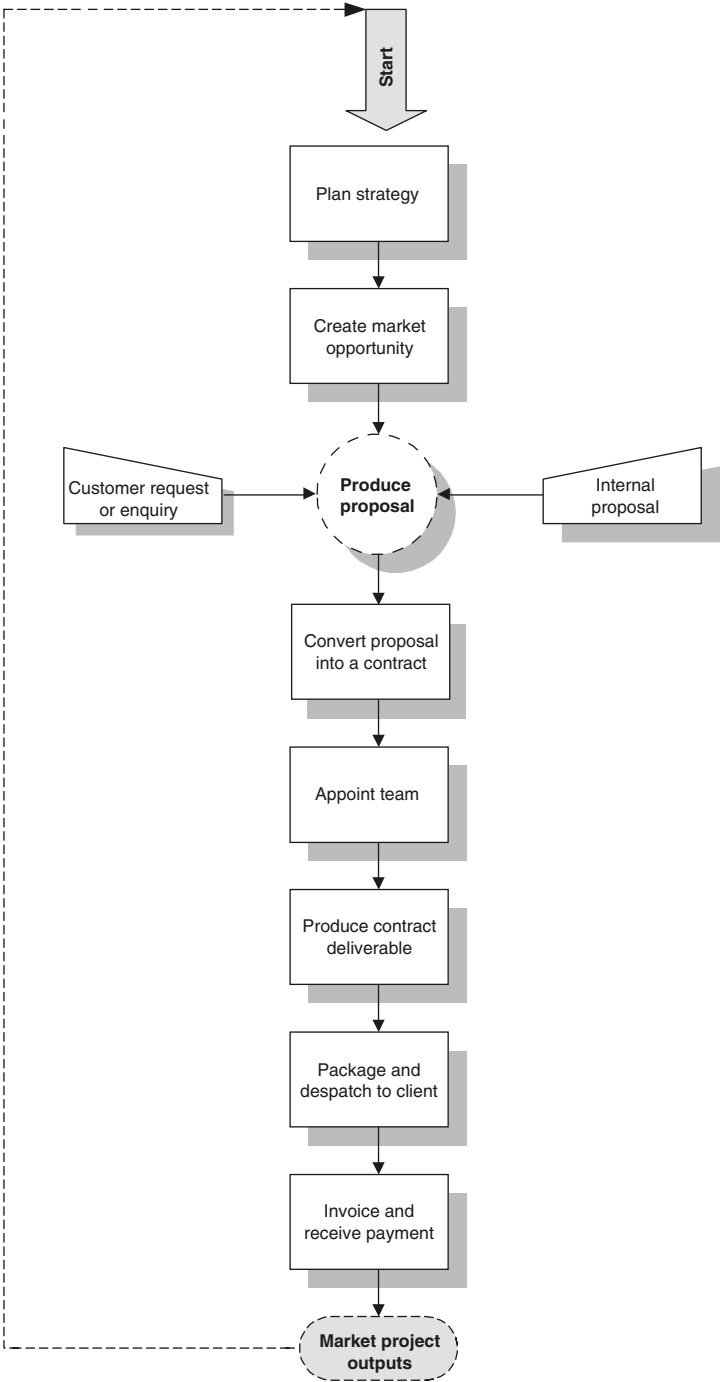 Start
Plan strategy
Create market
opportunity
Customer request
or enquiry
Produce
proposal
Internal
proposal
Convert proposal
into a contract
Appoint team
Produce contract
deliverable
Package and
despatch to client
Invoice and
receive payment
Market project
outputs